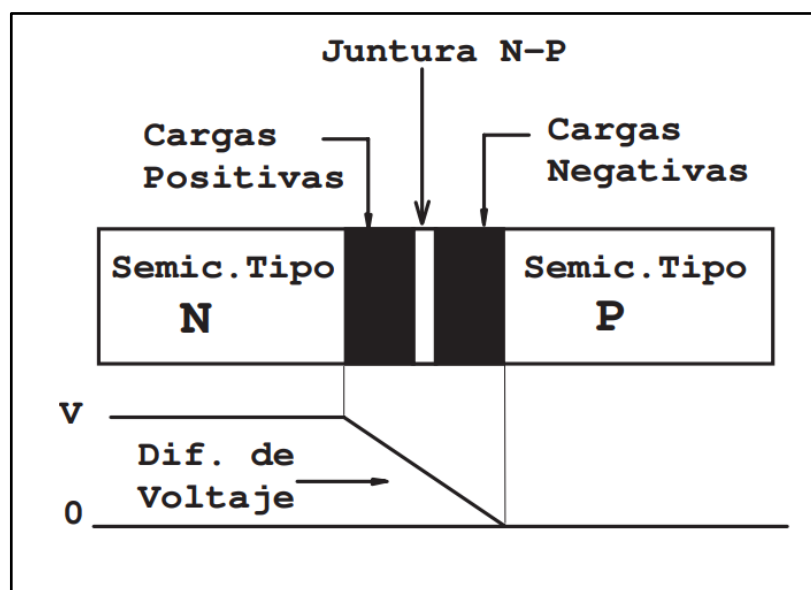 Juntura N-P
Cargas
Positivas
Cargas
Negativas
Semic.Tipo
N
Semic.Tipo
P
V
Dif. de
Voltaje
0